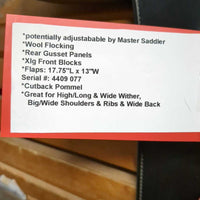 *potentially adjustabable by Master Saddler
*Wool Flocking
*Rear Gusset Panels
*Xlg Front Blocks
*Flaps: 17.75"L x 13"W
Serial #: 4409 077
*Cutback Pommel
*Great for High/Long & Wide Wither,
Big/Wide Shoulders & Ribs & Wide Back